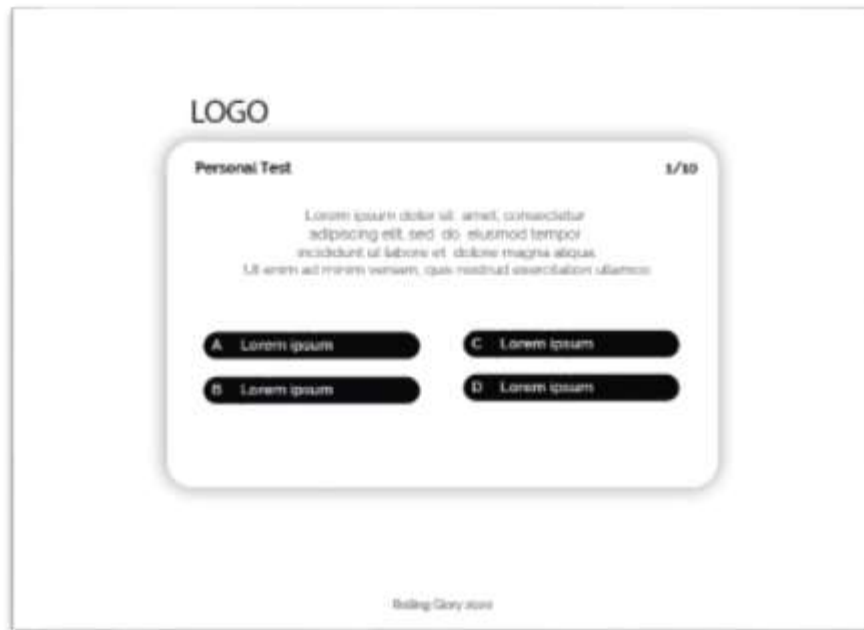 LOGO
Personal Test 1/10
Lorem ipsum dolor sit amet, consectetur
adipiscing elit, sed do eiusmod tempor
incididunt ut labore et dolore magna aliqua.
Ut enim ad minim veniam, quis nostrud exercitation ullamco
A Lorem ipsum
B Lorem ipsum
C Lorem ipsum
D Lorem ipsum
Rolling Glory store